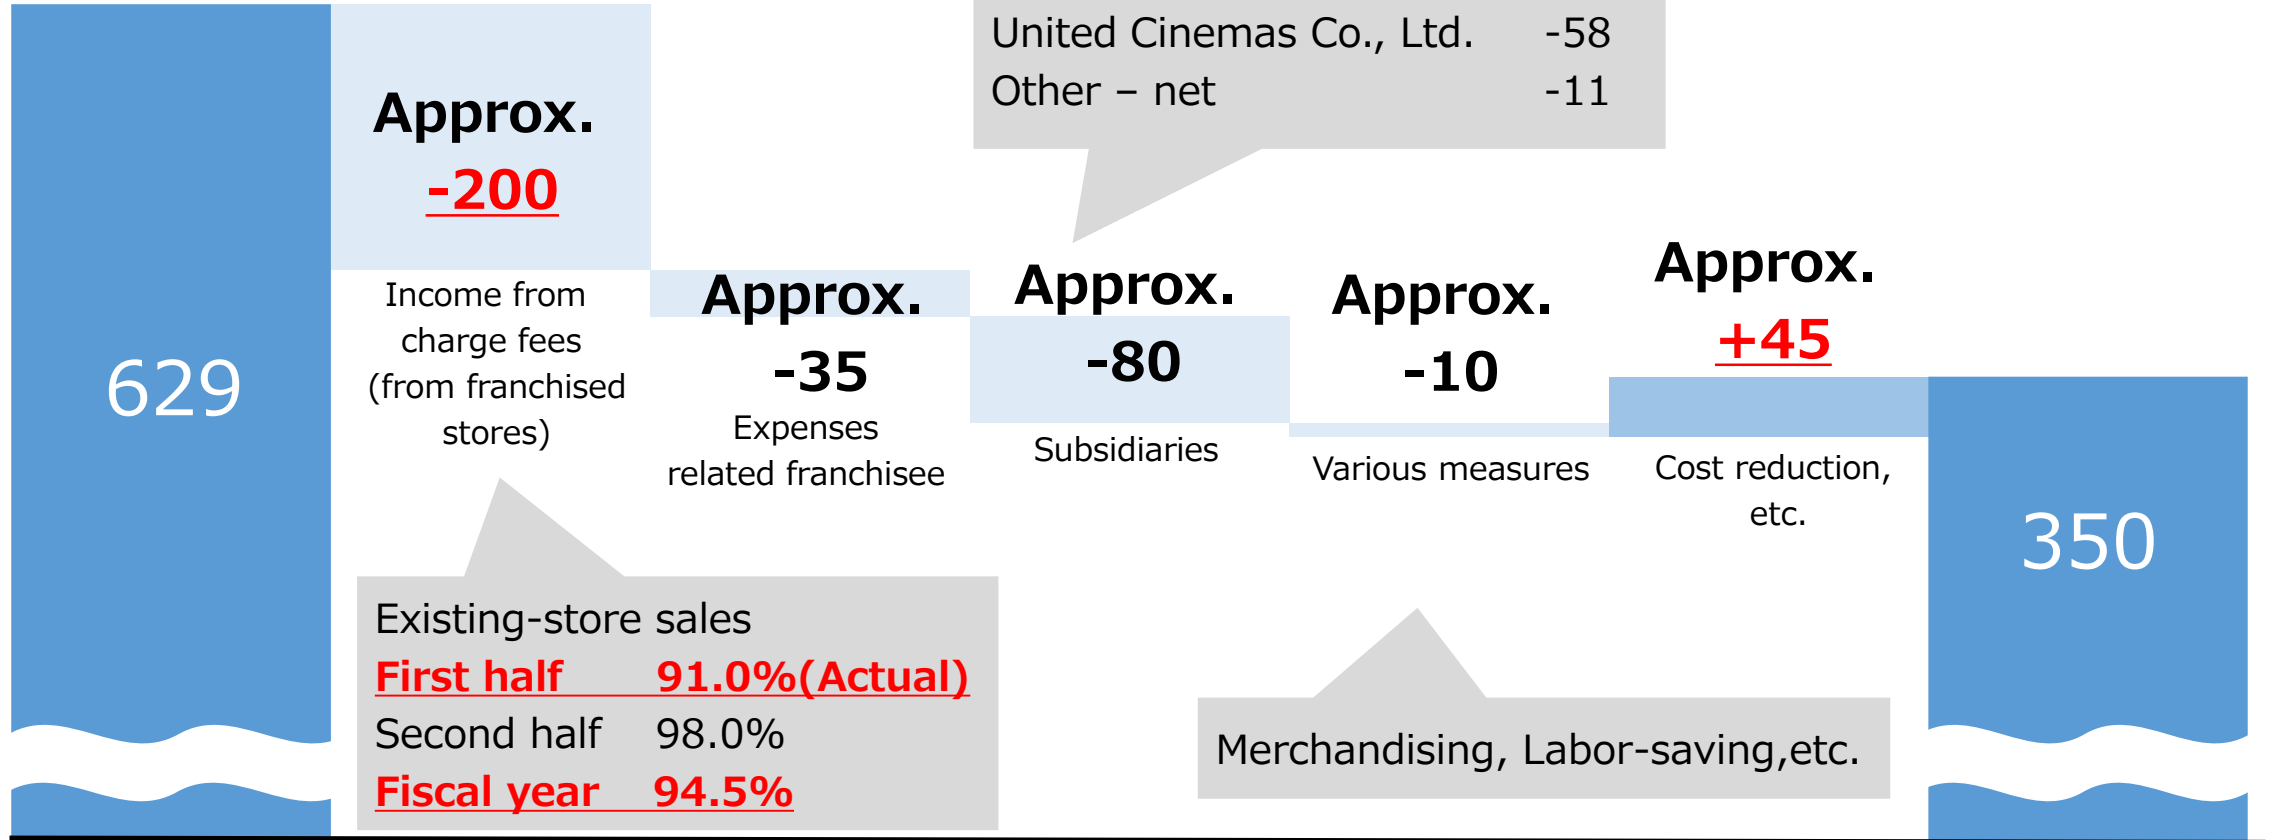 United Cinemas Co., Ltd. -58
Other – net -11
629
Approx.
-200
Income from
charge fees
(from franchised
stores)
Approx.
-35
Expenses
related franchisee
Approx.
-80
Subsidiaries
Approx.
-10
Various measures
Approx.
+45
Cost reduction,
etc.
350
Existing-store sales
First half 91.0%(Actual)
Second half 98.0%
Fiscal year 94.5%
Merchandising, Labor-saving,etc.